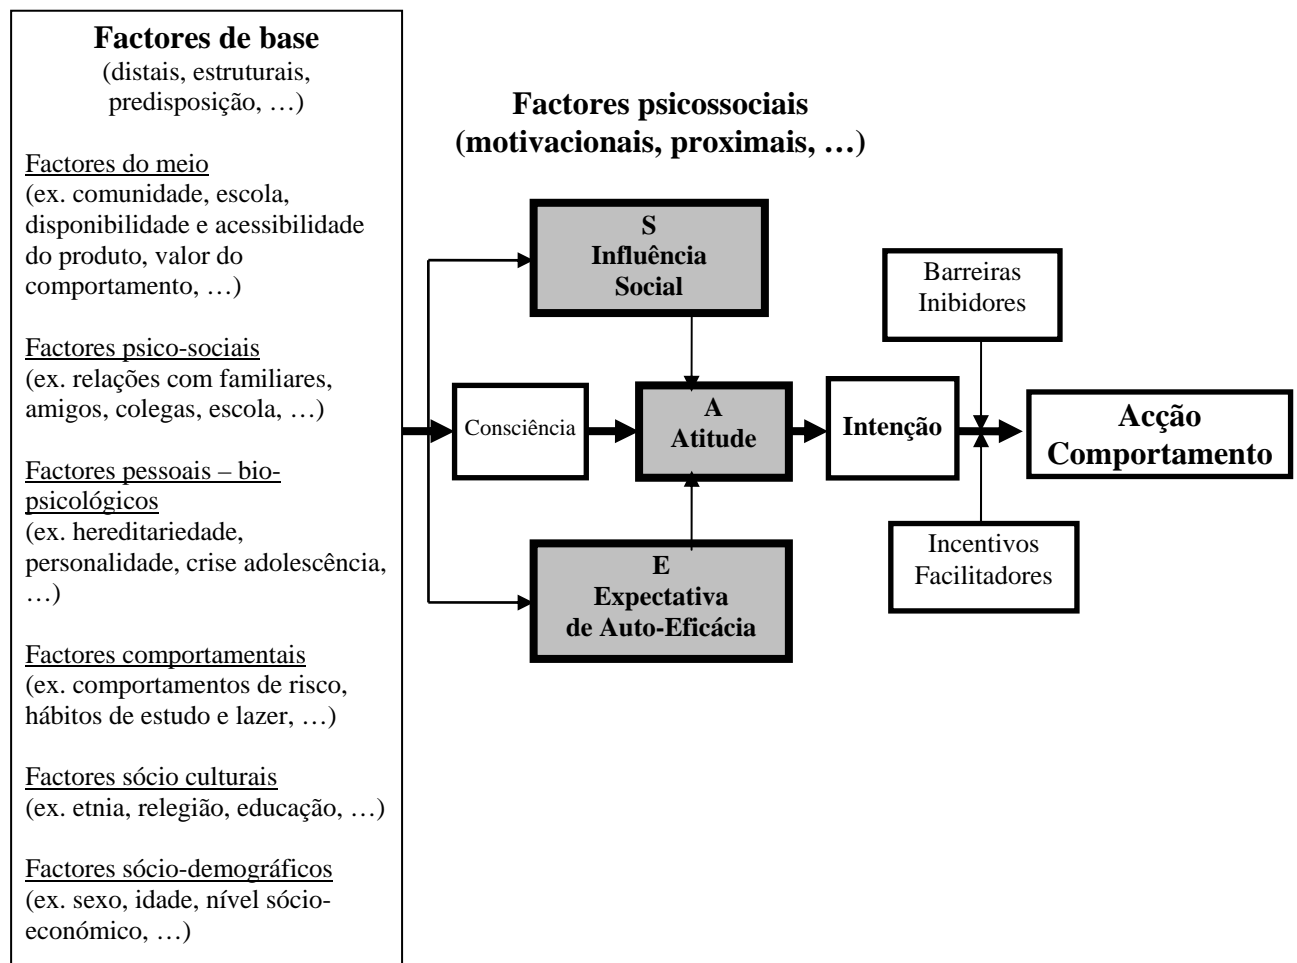 Factores de base
(distais, estruturais,
predisposição, …)
Factores do meio
(ex. comunidade, escola,
disponibilidade e acessibilidade
do produto, valor do
comportamento, …)
Factores psico-sociais
(ex. relações com familiares,
amigos, colegas, escola, …)
Factores pessoais – bio-
psicológicos
(ex. hereditariedade,
personalidade, crise adolescência,
…)
Factores comportamentais
(ex. comportamentos de risco,
hábitos de estudo e lazer, …)
Factores sócio culturais
(ex. etnia, relegião, educação, …)
Factores sócio-demográficos
(ex. sexo, idade, nível sócio-
económico, …)
Factores psicossociais
(motivacionais, proximais, …)
S
Influência
Social
Consciência
A
Atitude
E
Expectativa
de Auto-Eficácia
Intenção
Barreiras
Inibidores
Incentivos
Facilitadores
Acção
Comportamento